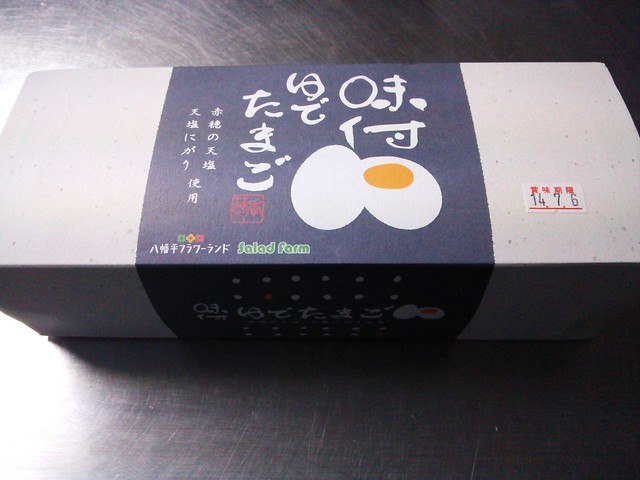 味付
ゆで
たまご
赤穂の天塩
天塩にがり 使用
八幡平フラワーランド Salad Farm
賞味期限
14.7.6
味付 ゆでたまご